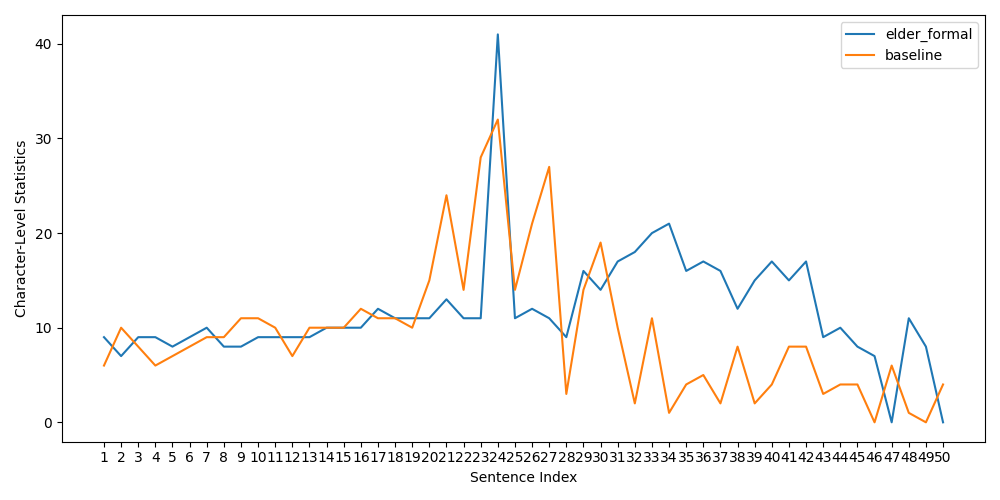 elder_formal
baseline
Character-Level Statistics
40
30
20
10
0
1 2 3 4 5 6 7 8 9 10 11 12 13 14 15 16 17 18 19 20 21 22 23 24 25 26 27 28 29 30 31 32 33 34 35 36 37 38 39 40 41 42 43 44 45 46 47 48 49 50
Sentence Index